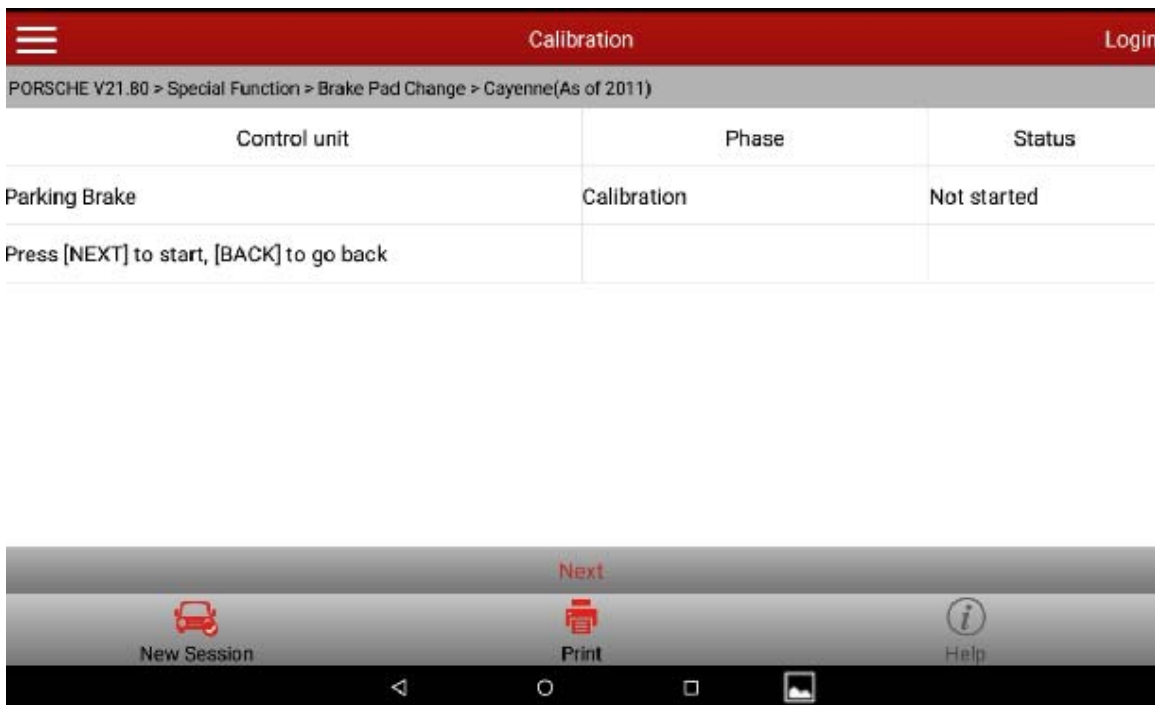 Calibration
Login
PORSCHE V21.80 > Special Function > Brake Pad Change > Cayenne(As of 2011)
Control unit Phase Status
Parking Brake Calibration Not started
Press [NEXT] to start, [BACK] to go back
Next
New Session Print Help